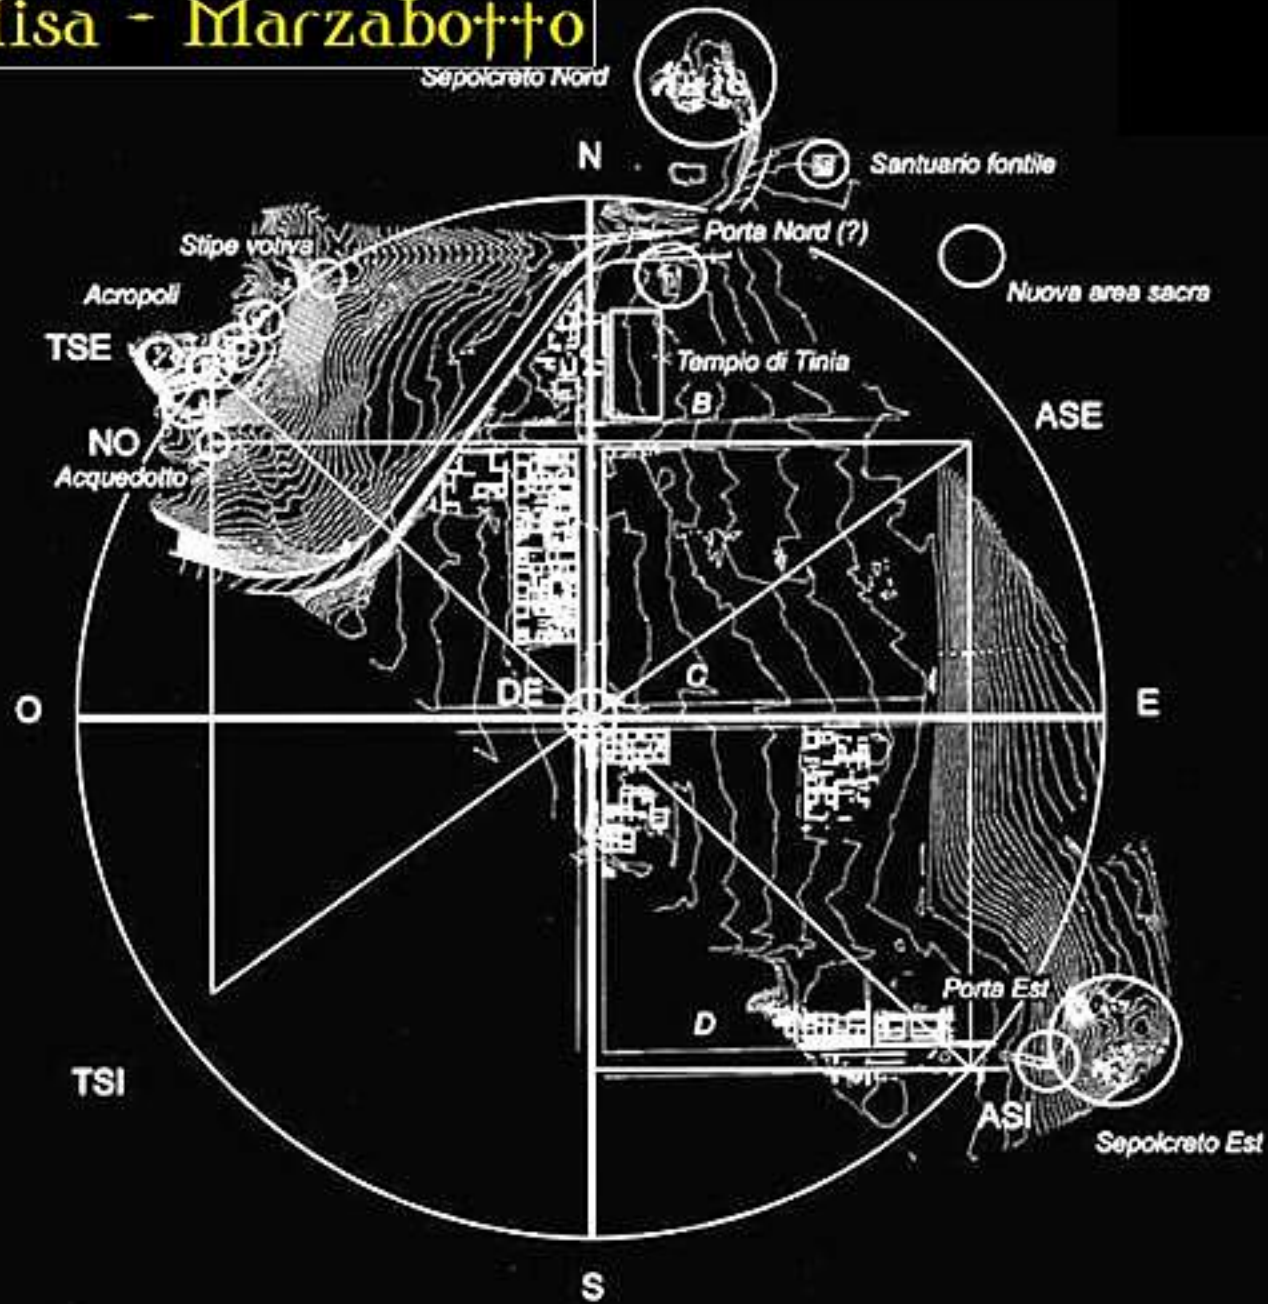 Marzabotto
Sepolcreto Nord
N
Santuario fontile
Porta Nord (?)
Stipe votiva
Nuova area sacra
Acropoli
TSE
Tempio di Tinia
B
ASE
NO
Acquedotto
C
DE
O
E
Porta Est
D
TSI
ASI
Sepolcreto Est
S